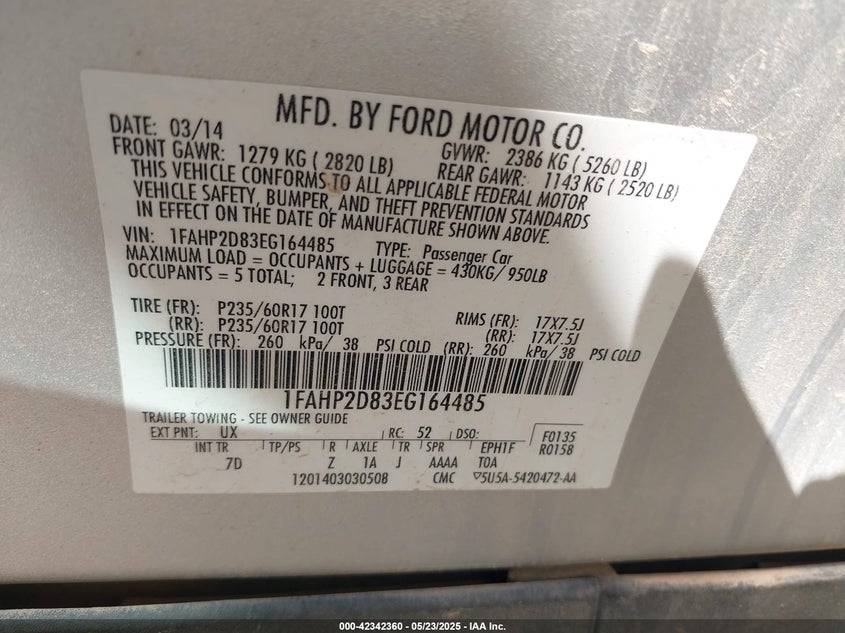 MFD. BY FORD MOTOR CO.
DATE: 03/14 GVWR: 2386 KG ( 5260 LB)
FRONT GAWR: 1279 KG ( 2820 LB) REAR GAWR: 1143 KG ( 2520 LB)
THIS VEHICLE CONFORMS TO ALL APPLICABLE FEDERAL MOTOR
VEHICLE SAFETY, BUMPER, AND THEFT PREVENTION STANDARDS
IN EFFECT ON THE DATE OF MANUFACTURE SHOWN ABOVE.
VIN: 1FAHP2D83EG164485 TYPE: Passenger Car
MAXIMUM LOAD = OCCUPANTS + LUGGAGE = 430KG/ 950LB
OCCUPANTS = 5 TOTAL; 2 FRONT, 3 REAR
TIRE (FR): P235/60R17 100T RIMS (FR): 17X7.5J
(RR): P235/60R17 100T (RR): 17X7.5J
PRESSURE (FR): 260 kPa/ 38 PSI COLD (RR): 260 kPa/ 38 PSI COLD
1FAHP2D83EG164485
TRAILER TOWING - SEE OWNER GUIDE
EXT PNT: UX RC: 52 DSO: F0135
INT TR TP/PS R AXLE TR SPR EPH1F R0158
7D Z 1A J AAAA T0A
1201403030508 CMC 5U5A-5420472-AA
000-42342360 - 05/23/2025 - IAA Inc.